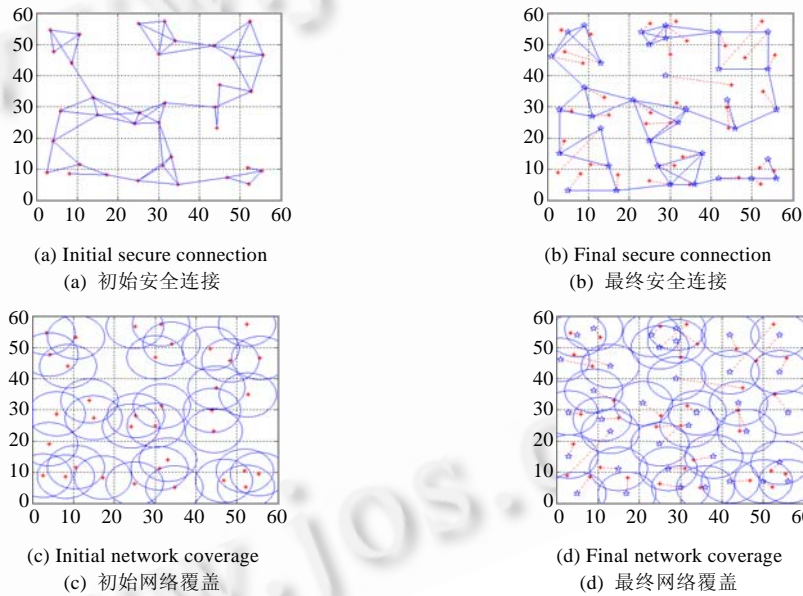 60
50
40
30
20
10
0
0 10 20 30 40 50 60
(a) Initial secure connection
(a) 初始安全连接
60
50
40
30
20
10
0
0 10 20 30 40 50 60
(b) Final secure connection
(b) 最终安全连接
60
50
40
30
20
10
0
0 10 20 30 40 50 60
(c) Initial network coverage
(c) 初始网络覆盖
60
50
40
30
20
10
0
0 10 20 30 40 50 60
(d) Final network coverage
(d) 最终网络覆盖
www.jos.